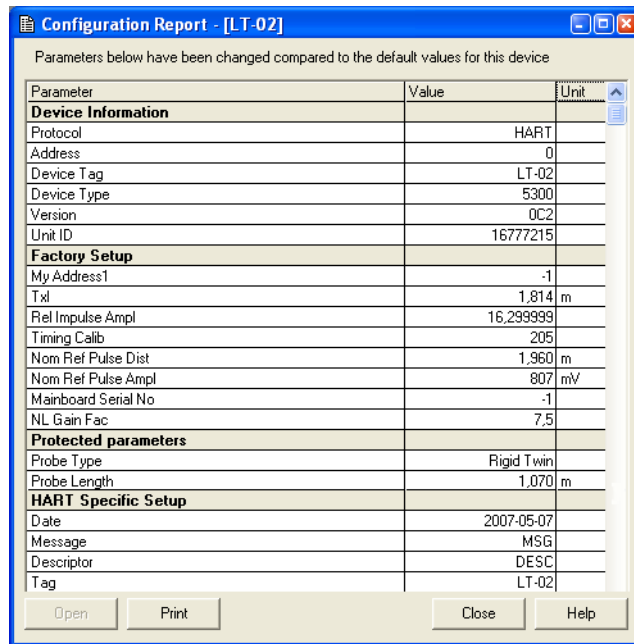 Configuration Report - [LT-02]
Parameters below have been changed compared to the default values for this device
Parameter Value Unit
Device Information
Protocol HART
Address 0
Device Tag LT-02
Device Type 5300
Version 0C2
Unit ID 16777215
Factory Setup
My Address1 -1
Txl 1,814 m
Rel Impulse Ampl 16,299999
Timing Calib 205
Nom Ref Pulse Dist 1,960 m
Nom Ref Pulse Ampl 807 mV
Mainboard Serial No -1
NL Gain Fac 7,5
Protected parameters
Probe Type Rigid Twin
Probe Length 1,070 m
HART Specific Setup
Date 2007-05-07
Message MSG
Descriptor DESC
Tag LT-02
Open Print Close Help